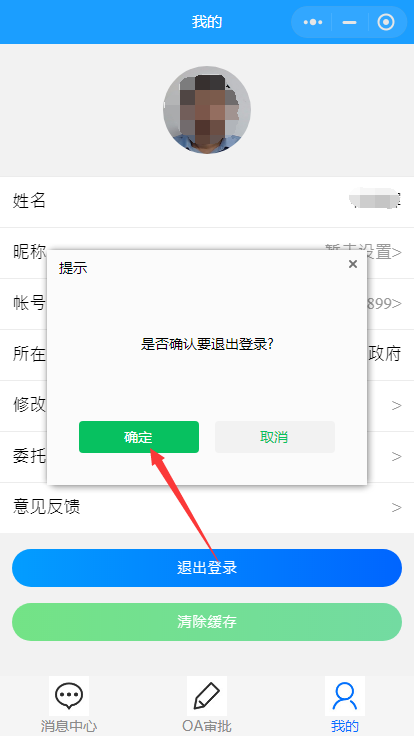 我的
姓名
昵称 暂未设置>
提示 ×
帐号 899>
是否确认要退出登录?
所在 政府
修改 >
确定 取消
委托 >
意见反馈 >
退出登录
清除缓存
消息中心 OA审批 我的